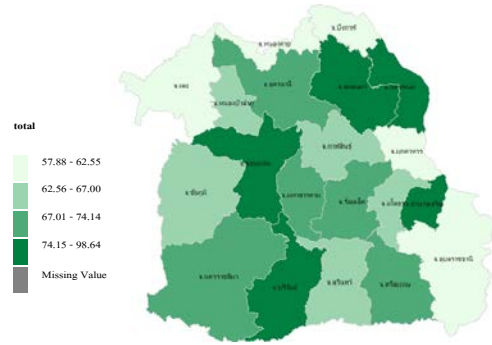 จ.บึงกาฬ
จ.หนองคาย
จ.เลย
จ.อุดรธานี
จ.สกลนคร
จ.นครพนม
จ.หนองบัวลำภู
จ.กาฬสินธุ์
จ.มุกดาหาร
จ.ขอนแก่น
จ.ชัยภูมิ
จ.มหาสารคาม
จ.ร้อยเอ็ด
จ.ยโสธร
จ.อำนาจเจริญ
จ.อุบลราชธานี
จ.นครราชสีมา
จ.บุรีรัมย์
จ.สุรินทร์
จ.ศรีสะเกษ
total
57.88 - 62.55
62.56 - 67.00
67.01 - 74.14
74.15 - 98.64
Missing Value